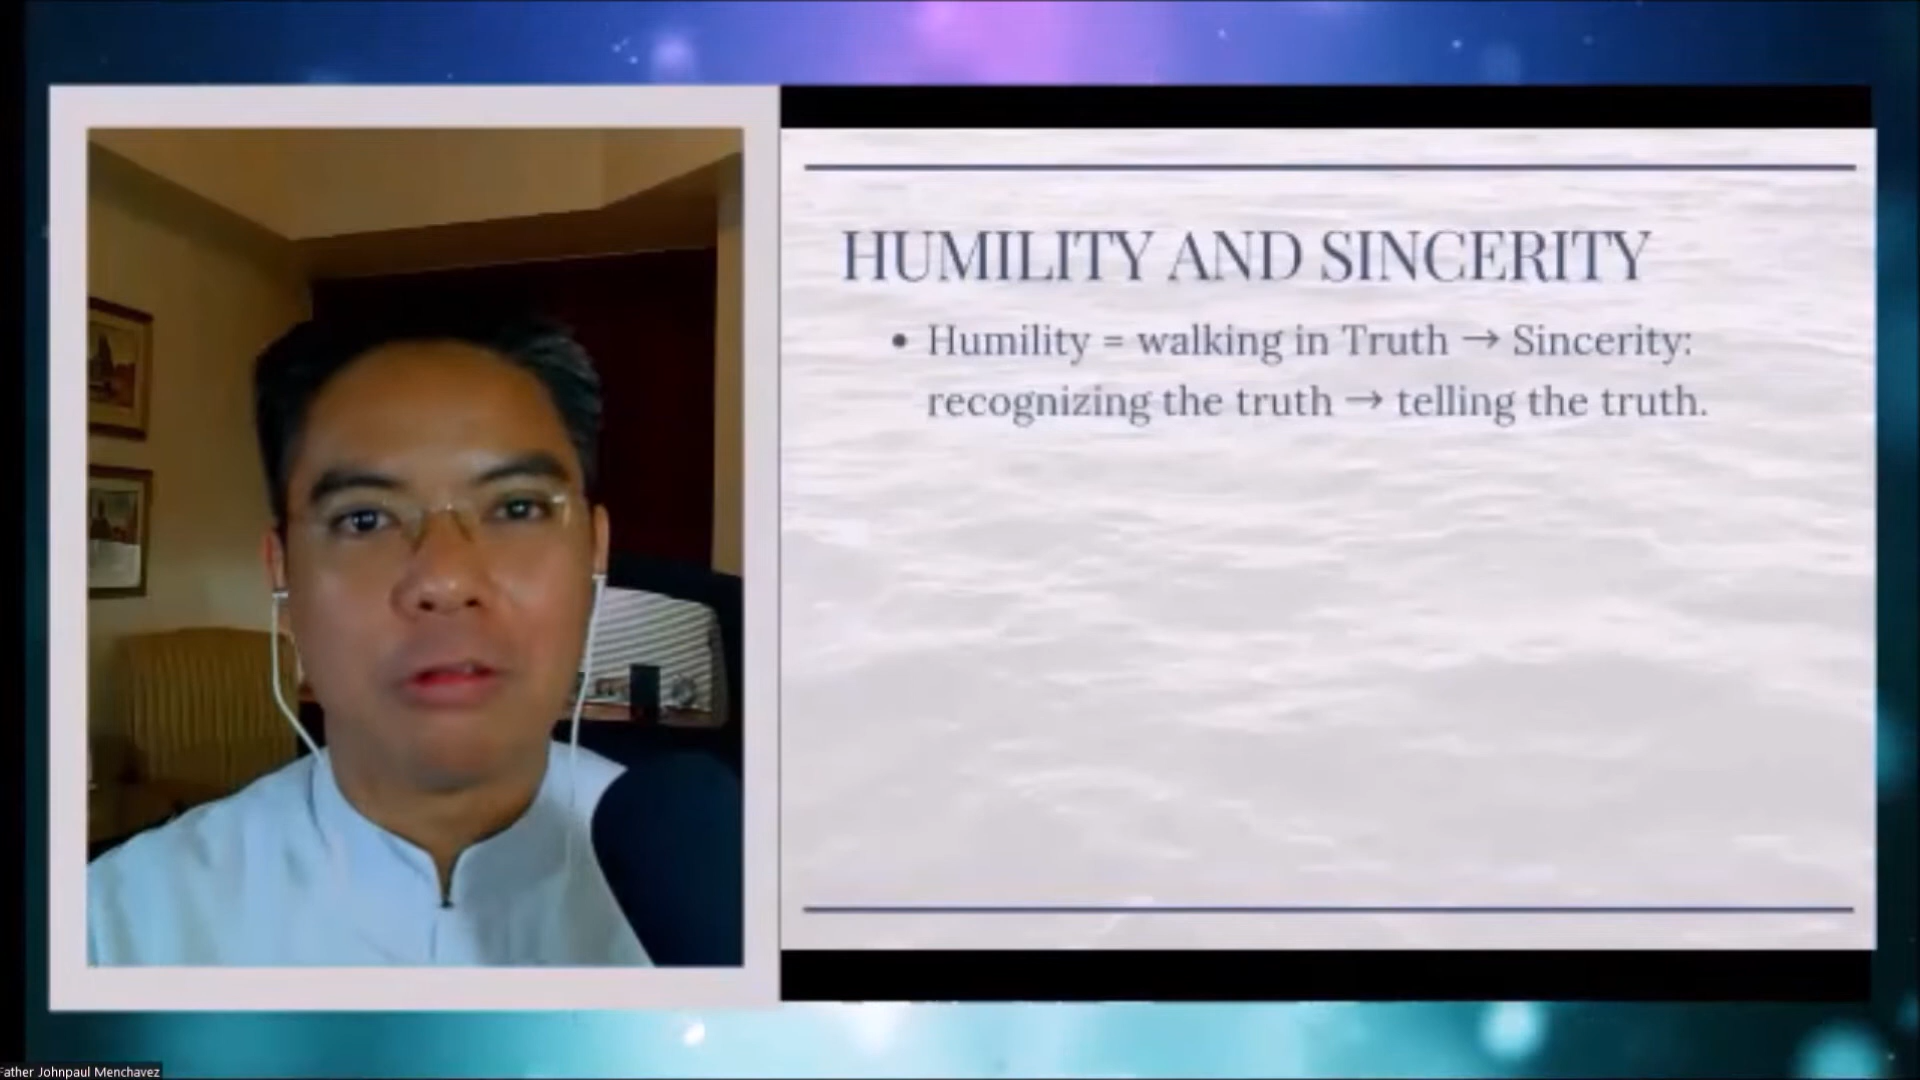 HUMILITY AND SINCERITY
• Humility = walking in Truth → Sincerity:
recognizing the truth → telling the truth.
Father Johnpaul Menchavez